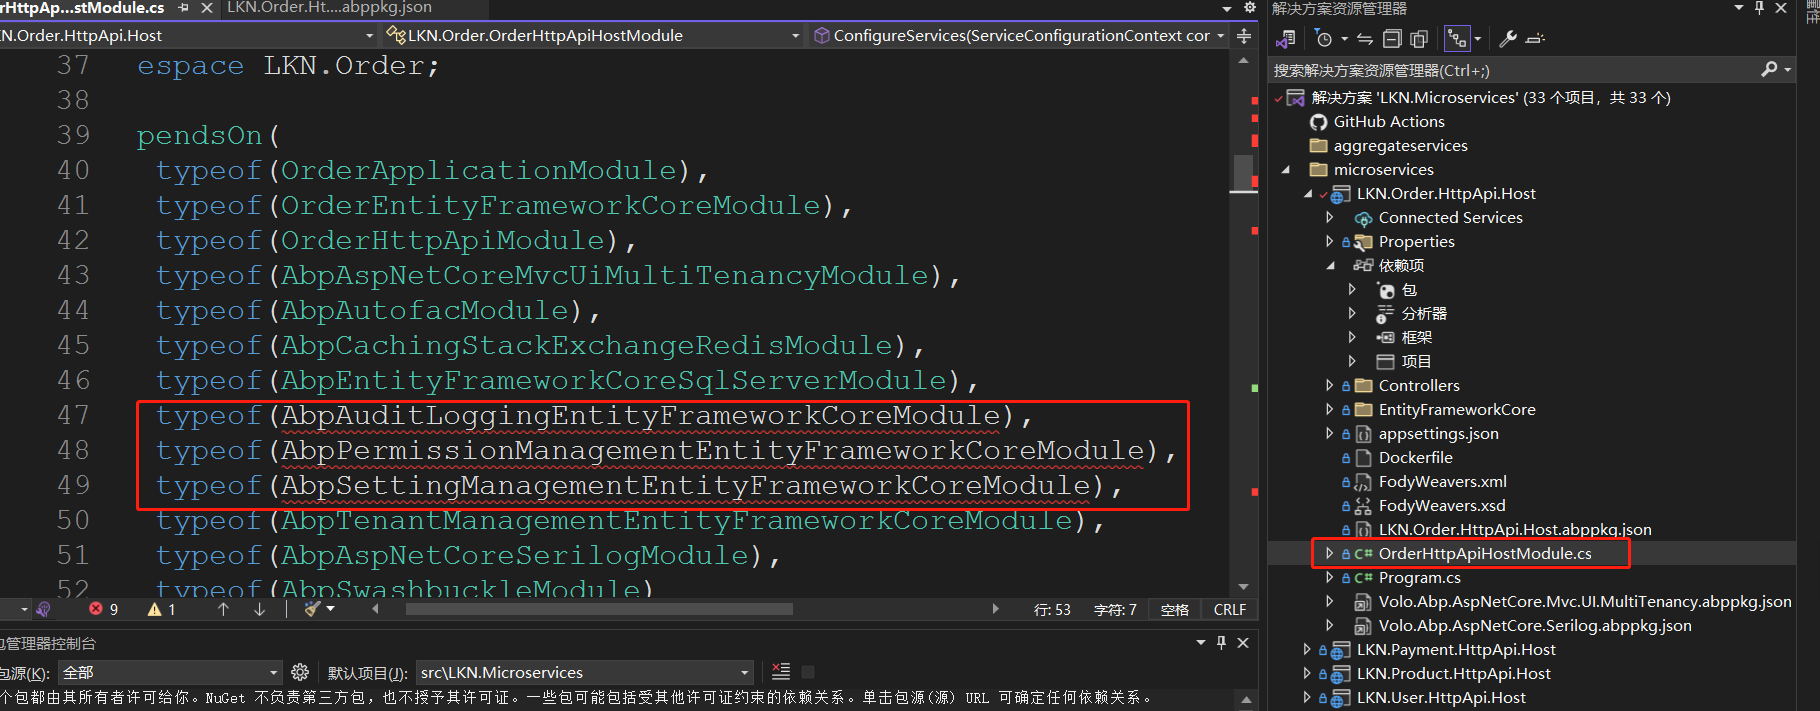 rHttpAp...stModule.cs
LKN.Order.Ht....abppkg.json
N.Order.HttpApi.Host
LKN.Order.OrderHttpApiHostModule
ConfigureServices(ServiceConfigurationContext cor
37 espace LKN.Order;
38
39 pendsOn(
40 typeof(OrderApplicationModule),
41 typeof(OrderEntityFrameworkCoreModule),
42 typeof(OrderHttpApiModule),
43 typeof(AbpAspNetCoreMvcUiMultiTenancyModule),
44 typeof(AbpAutofacModule),
45 typeof(AbpCachingStackExchangeRedisModule),
46 typeof(AbpEntityFrameworkCoreSqlServerModule),
47 typeof(AbpAuditLoggingEntityFrameworkCoreModule),
48 typeof(AbpPermissionManagementEntityFrameworkCoreModule),
49 typeof(AbpSettingManagementEntityFrameworkCoreModule),
50 typeof(AbpTenantManagementEntityFrameworkCoreModule),
51 typeof(AbpAspNetCoreSerilogModule),
52 typeof(AbpSwashbuckleModule)
9 1 行: 53 字符: 7 空格 CRLF
包管理器控制台
包源(K): 全部 默认项目(J): src\LKN.Microservices
个包都由其所有者许可给你。NuGet 不负责第三方包，也不授予其许可证。一些包可能包括受其他许可证约束的依赖关系。单击包源(源) URL 可确定任何依赖关系。
解决方案资源管理器
搜索解决方案资源管理器(Ctrl+;)
解决方案 'LKN.Microservices' (33 个项目，共 33 个)
GitHub Actions
aggregateservices
microservices
LKN.Order.HttpApi.Host
Connected Services
Properties
依赖项
包
分析器
框架
项目
Controllers
EntityFrameworkCore
appsettings.json
Dockerfile
FodyWeavers.xml
FodyWeavers.xsd
LKN.Order.HttpApi.Host.abppkg.json
OrderHttpApiHostModule.cs
Program.cs
Volo.Abp.AspNetCore.Mvc.UI.MultiTenancy.abppkg.json
Volo.Abp.AspNetCore.Serilog.abppkg.json
LKN.Payment.HttpApi.Host
LKN.Product.HttpApi.Host
LKN.User.HttpApi.Host
属性